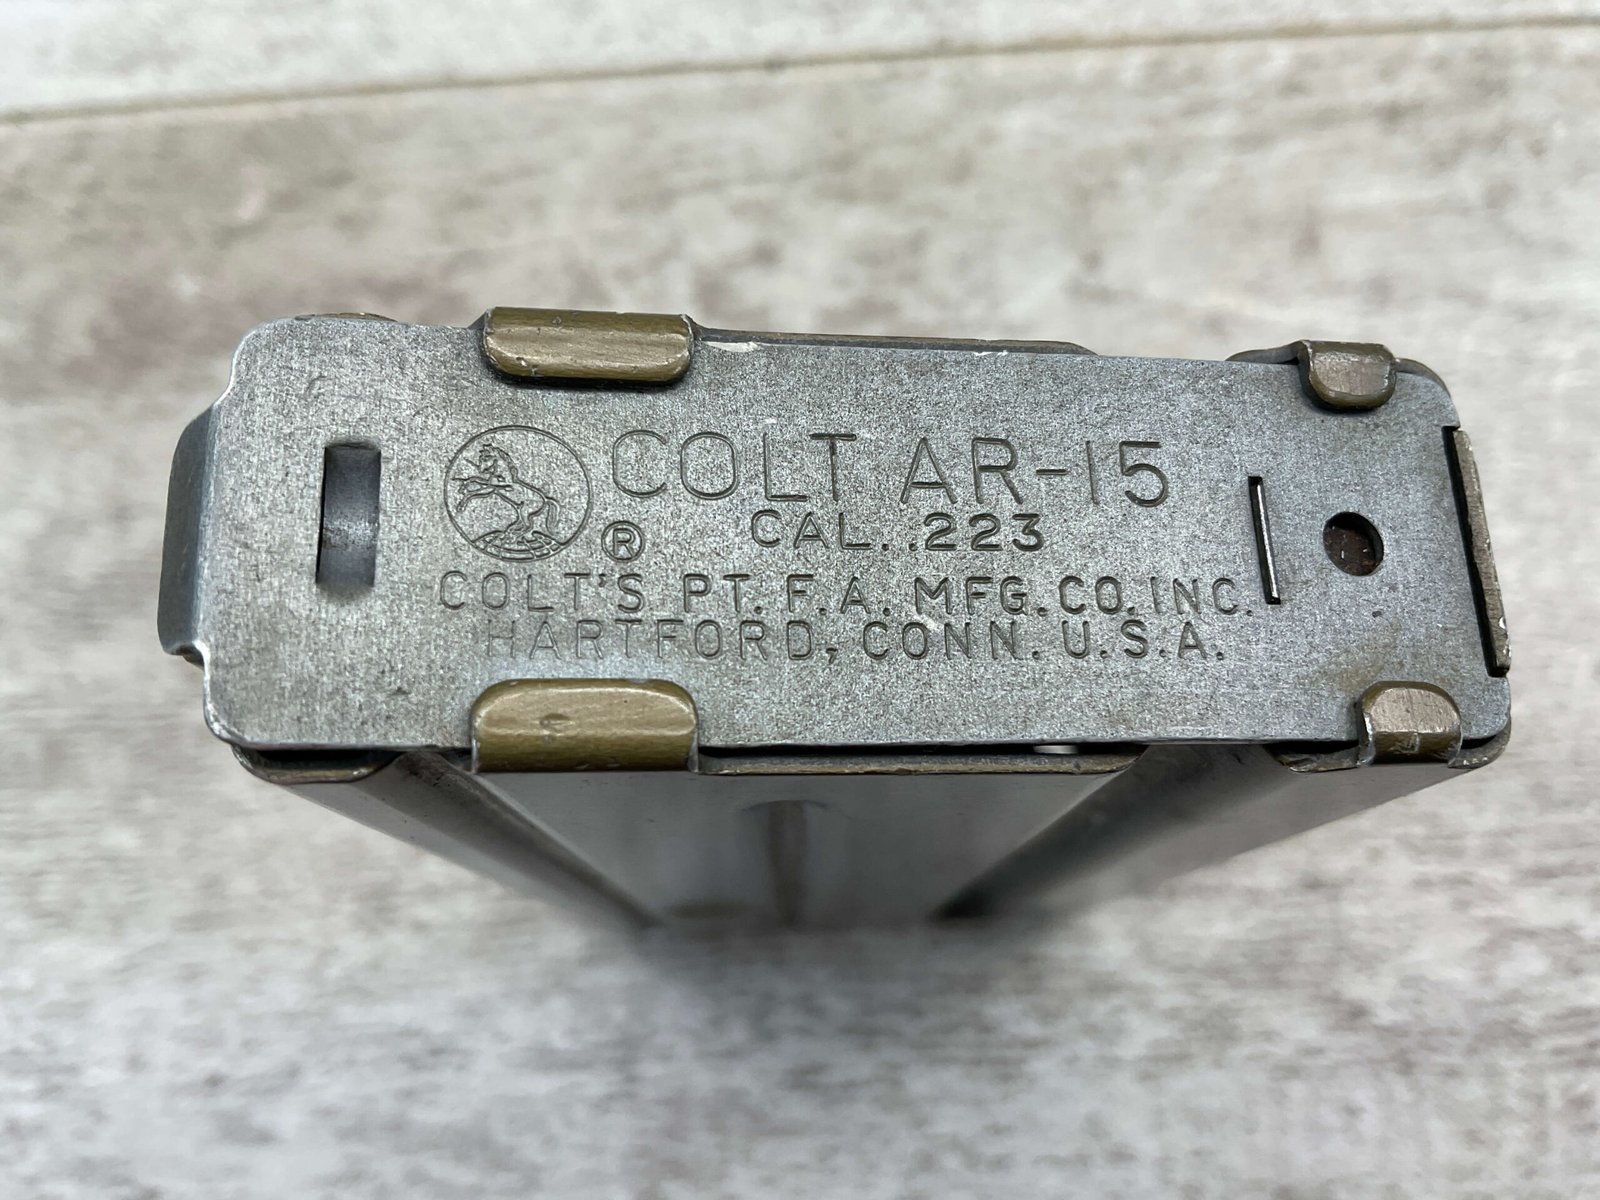 COLT AR-15
CAL. .223
®
COLT'S PT. F.A. MFG. CO. INC.
HARTFORD, CONN. U.S.A.